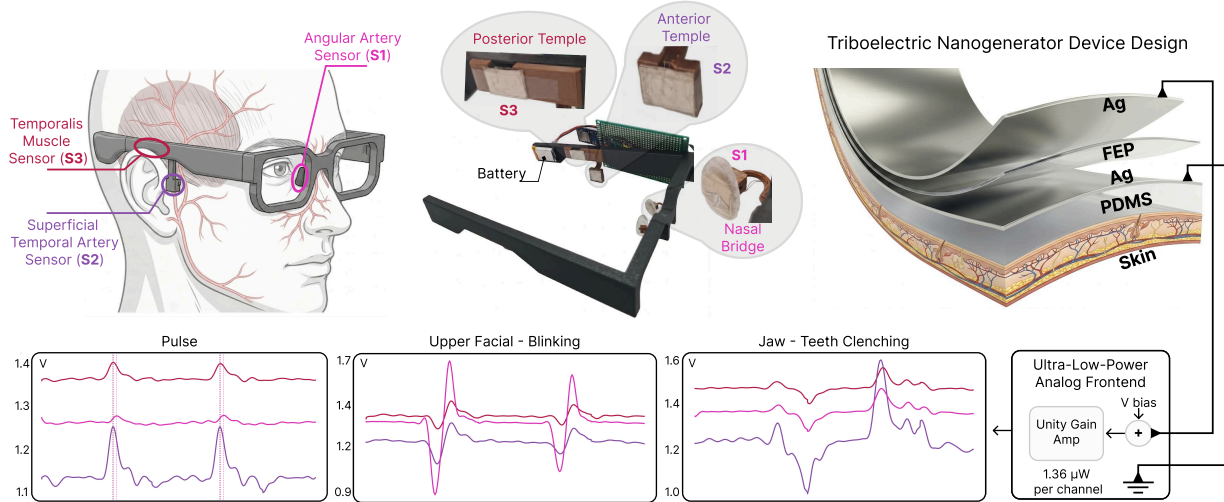 Angular Artery
Sensor (S1)
Temporalis
Muscle
Sensor (S3)
Superficial
Temporal Artery
Sensor (S2)
Posterior Temple
S3
Anterior
Temple
S2
Battery
S1
Nasal
Bridge
Triboelectric Nanogenerator Device Design
Ag
FEP
Ag
PDMS
Skin
Pulse
V
1.4
1.3
1.2
1.1
Upper Facial - Blinking
V
1.7
1.4
1.2
0.9
Jaw - Teeth Clenching
V
1.6
1.4
1.2
1.0
Ultra-Low-Power
Analog Frontend
V bias
Unity Gain
Amp
+
1.36 µW
per channel